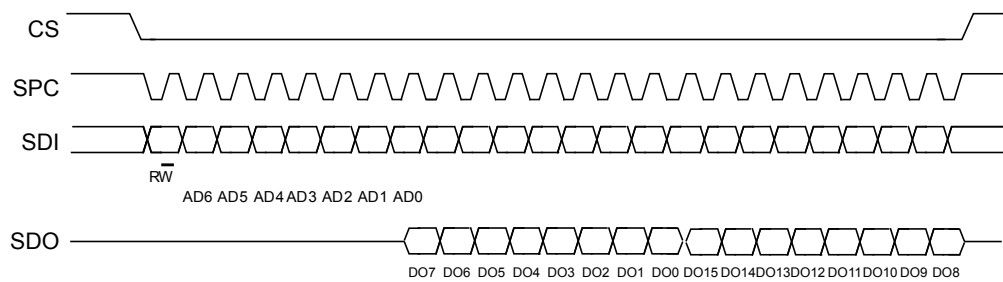 CS
SPC
SDI
RW
AD6 AD5 AD4 AD3 AD2 AD1 AD0
SDO
DO7 DO6 DO5 DO4 DO3 DO2 DO1 DO0 DO15 DO14 DO13 DO12 DO11 DO10 DO9 DO8